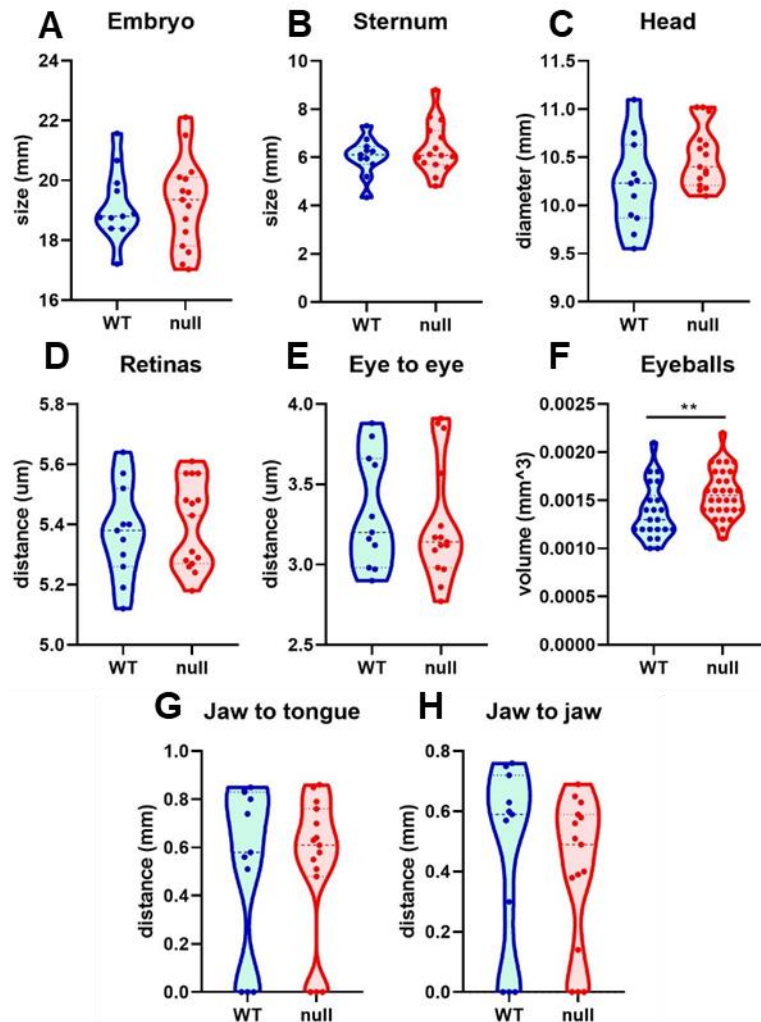 A Embryo
size (mm)
24
22
20
18
16
WT null
B Sternum
size (mm)
10
8
6
4
2
0
WT null
C Head
diameter (mm)
11.5
11.0
10.5
10.0
9.5
9.0
WT null
D Retinas
distance (um)
5.8
5.6
5.4
5.2
5.0
WT null
E Eye to eye
distance (um)
4.0
3.5
3.0
2.5
WT null
F Eyeballs
volume (mm^3)
0.0025
0.0020
0.0015
0.0010
0.0005
0.0000
**
WT null
G Jaw to tongue
distance (mm)
1.0
0.8
0.6
0.4
0.2
0.0
WT null
H Jaw to jaw
distance (mm)
0.8
0.6
0.4
0.2
0.0
WT null